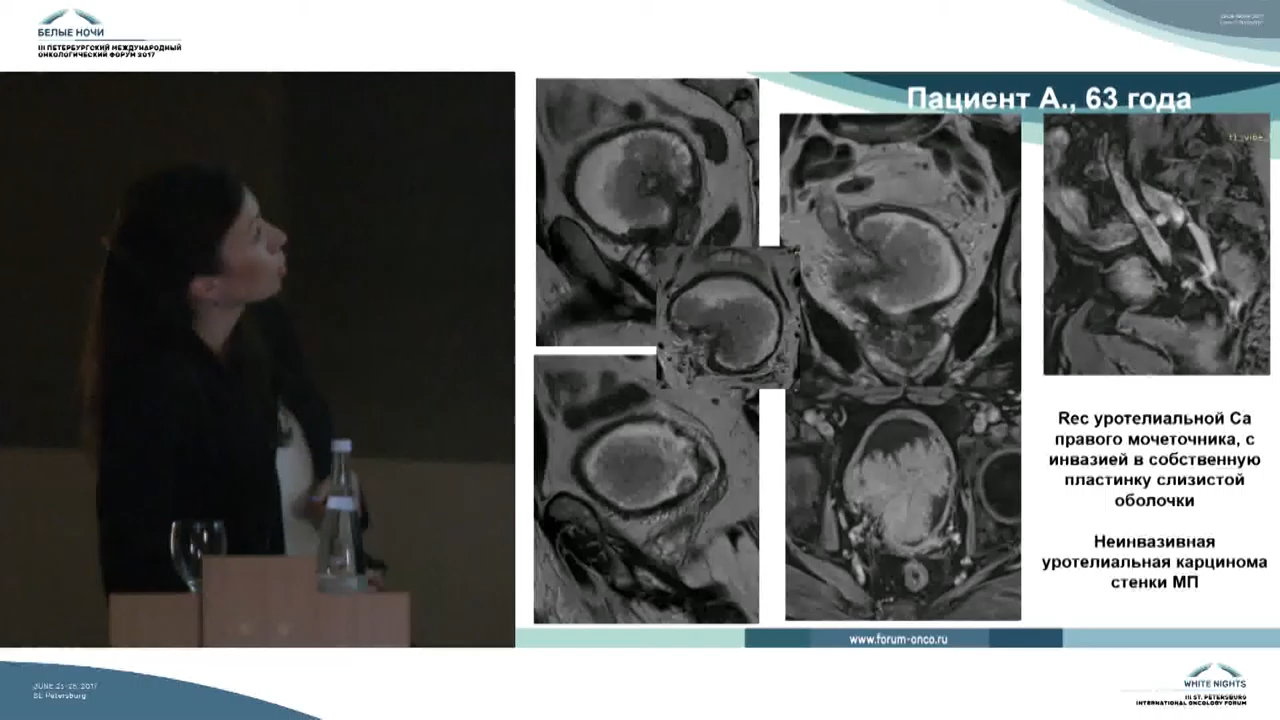 БЕЛЫЕ НОЧИ
III ПЕТЕРБУРГСКИЙ МЕЖДУНАРОДНЫЙ
ОНКОЛОГИЧЕСКИЙ ФОРУМ 2017
Пациент А., 63 года
Rec уротелиальной Ca
правого мочеточника, с
инвазией в собственную
пластинку слизистой
оболочки
Неинвазивная
уротелиальная карцинома
стенки МП
www.forum-onco.ru
JUNE 23-26, 2017
St. Petersburg
WHITE NIGHTS
III ST. PETERSBURG
INTERNATIONAL ONCOLOGY FORUM